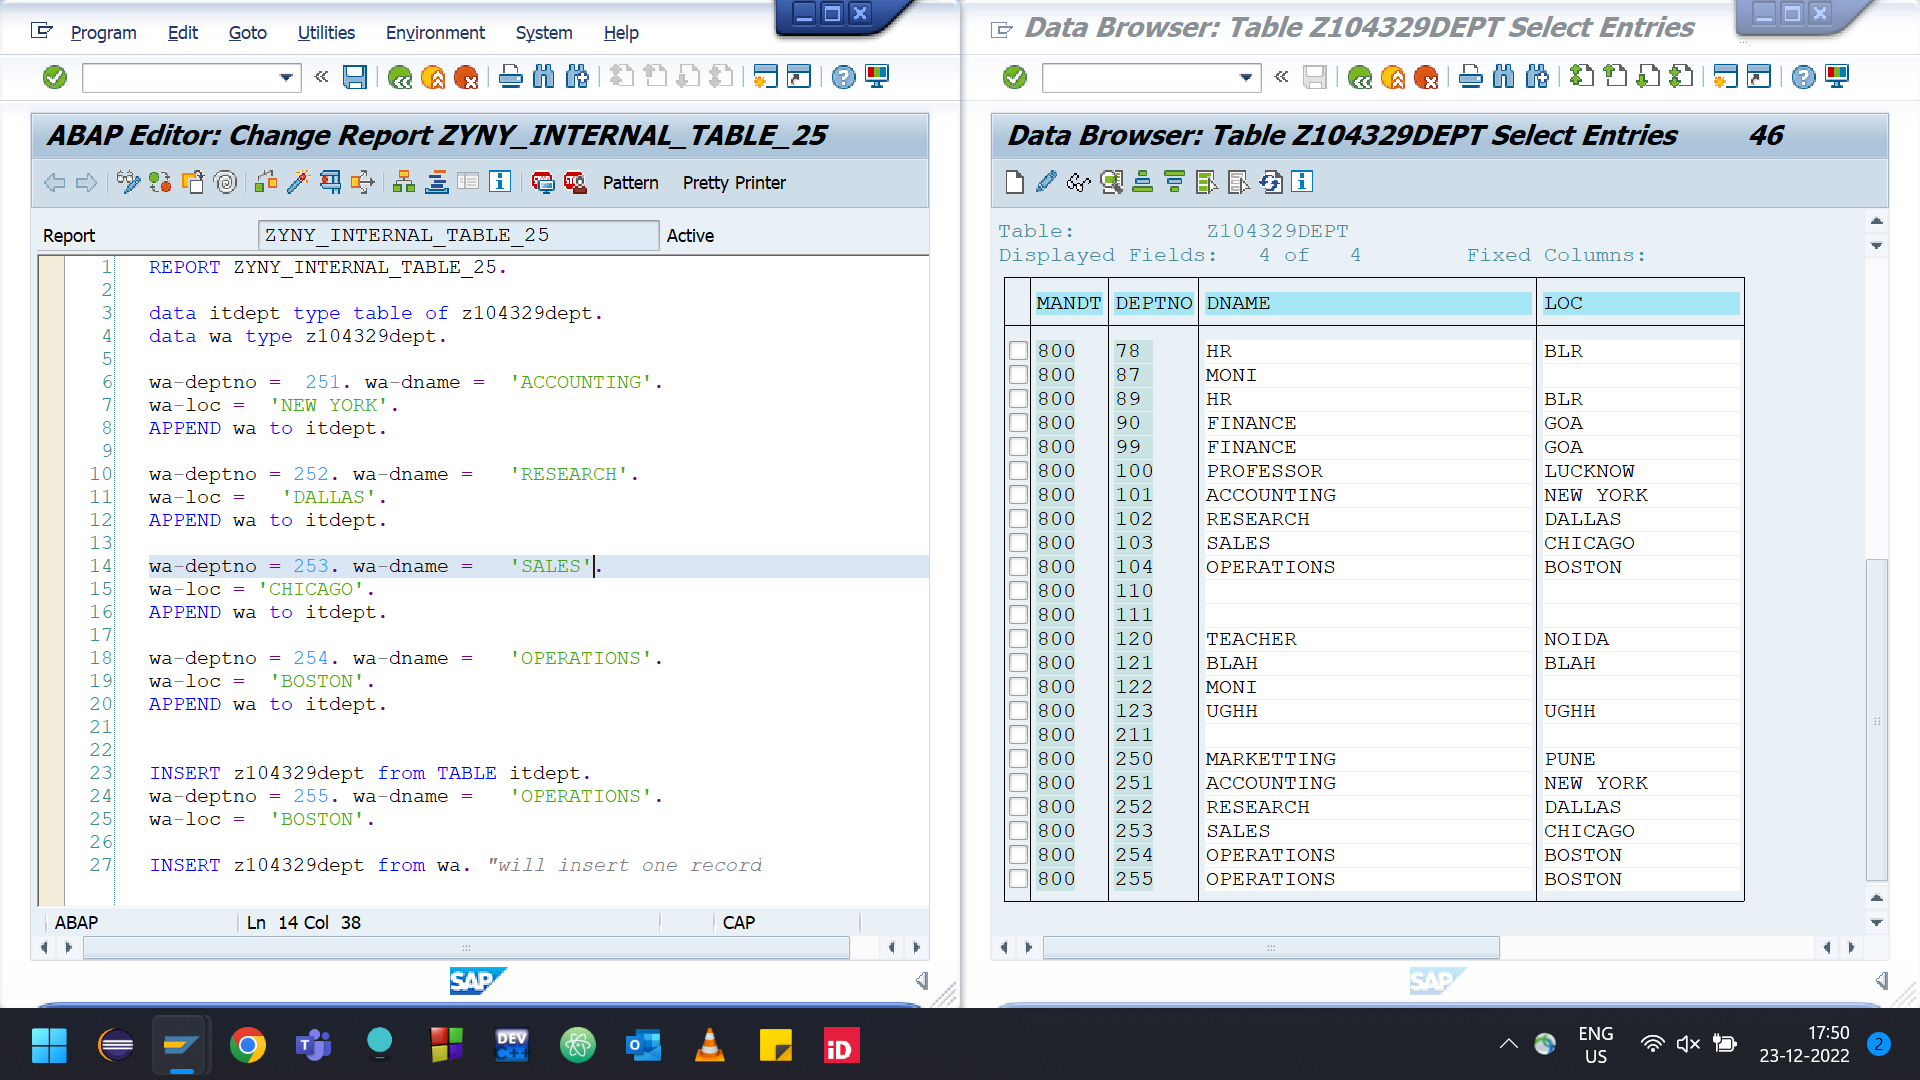 Program Edit Goto Utilities Environment System Help
ABAP Editor: Change Report ZYNY_INTERNAL_TABLE_25
Pattern Pretty Printer
Report ZYNY_INTERNAL_TABLE_25 Active
1 REPORT ZYNY_INTERNAL_TABLE_25.
2
3 data itdept type table of z104329dept.
4 data wa type z104329dept.
5
6 wa-deptno = 251. wa-dname = 'ACCOUNTING'.
7 wa-loc = 'NEW YORK'.
8 APPEND wa to itdept.
9
10 wa-deptno = 252. wa-dname = 'RESEARCH'.
11 wa-loc = 'DALLAS'.
12 APPEND wa to itdept.
13
14 wa-deptno = 253. wa-dname = 'SALES'.
15 wa-loc = 'CHICAGO'.
16 APPEND wa to itdept.
17
18 wa-deptno = 254. wa-dname = 'OPERATIONS'.
19 wa-loc = 'BOSTON'.
20 APPEND wa to itdept.
21
22
23 INSERT z104329dept from TABLE itdept.
24 wa-deptno = 255. wa-dname = 'OPERATIONS'.
25 wa-loc = 'BOSTON'.
26
27 INSERT z104329dept from wa. "will insert one record
ABAP Ln 14 Col 38 CAP
SAP
Data Browser: Table Z104329DEPT Select Entries
Data Browser: Table Z104329DEPT Select Entries 46
Table: Z104329DEPT
Displayed Fields: 4 of 4 Fixed Columns:
MANDT DEPTNO DNAME LOC
800 78 HR BLR
800 87 MONI
800 89 HR BLR
800 90 FINANCE GOA
800 99 FINANCE GOA
800 100 PROFESSOR LUCKNOW
800 101 ACCOUNTING NEW YORK
800 102 RESEARCH DALLAS
800 103 SALES CHICAGO
800 104 OPERATIONS BOSTON
800 110
800 111
800 120 TEACHER NOIDA
800 121 BLAH BLAH
800 122 MONI
800 123 UGHH UGHH
800 211
800 250 MARKETTING PUNE
800 251 ACCOUNTING NEW YORK
800 252 RESEARCH DALLAS
800 253 SALES CHICAGO
800 254 OPERATIONS BOSTON
800 255 OPERATIONS BOSTON
SAP
DEV
C++
iD
ENG
US
17:50
23-12-2022
2